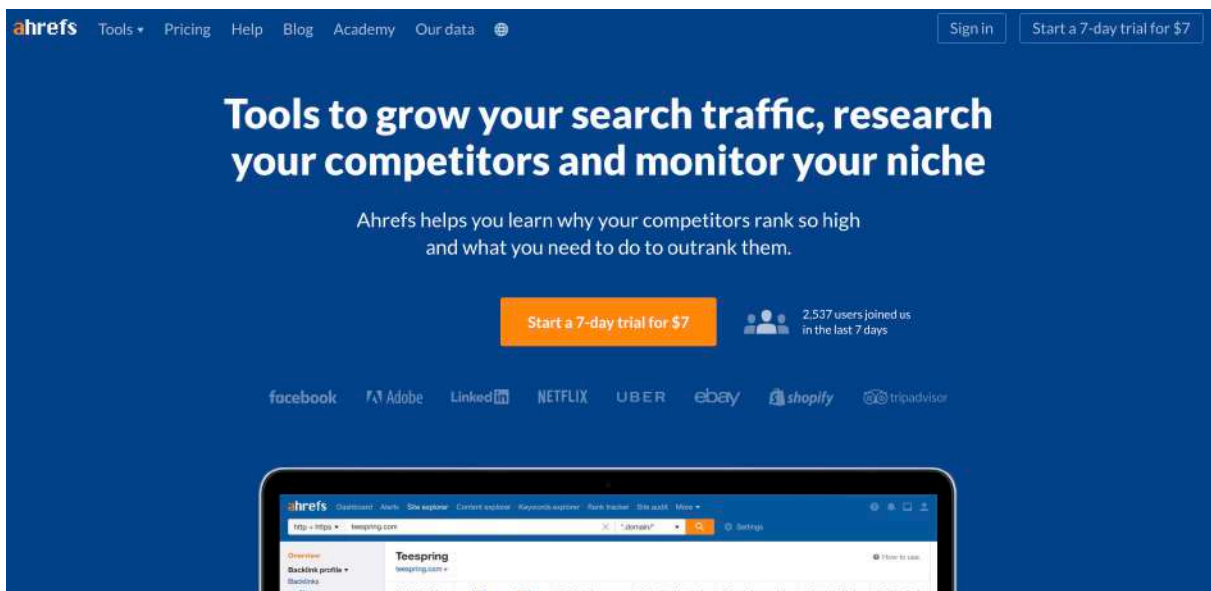 ahrefs Tools Pricing Help Blog Academy Our data Sign in Start a 7-day trial for $7
Tools to grow your search traffic, research
your competitors and monitor your niche
Ahrefs helps you learn why your competitors rank so high
and what you need to do to outrank them.
Start a 7-day trial for $7
2,537 users joined us
in the last 7 days
facebook Adobe Linkedin NETFLIX UBER ebay shopify tripadvisor
ahrefs Dashboard Alerts Site explorer Content explorer Keywords explorer Rank tracker Site audit More
http + https teespring.com *.domain/* Settings
Overview
Teespring
How to use
Backlink profile
teespring.com
Backlinks